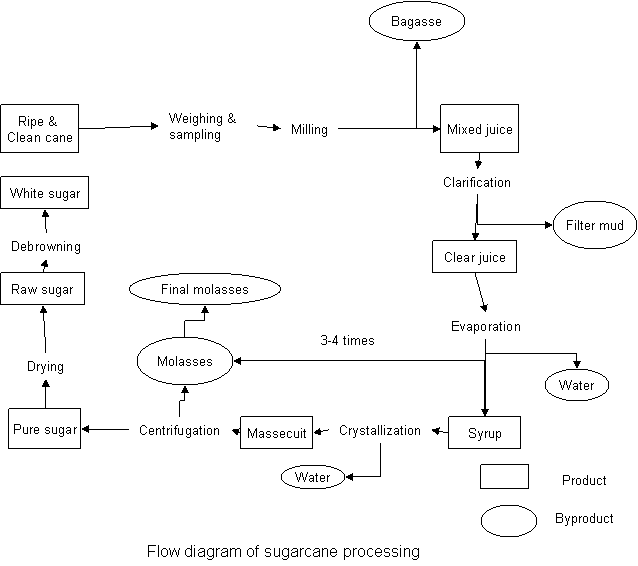 Bagasse
Ripe &
Clean cane
Weighing &
sampling
Milling
Mixed juice
Clarification
White sugar
Filter mud
Debrowning
Clear juice
Raw sugar
Final molasses
Evaporation
3-4 times
Molasses
Drying
Water
Pure sugar
Centrifugation
Massecuit
Crystallization
Syrup
Water
Product
Byproduct
Flow diagram of sugarcane processing